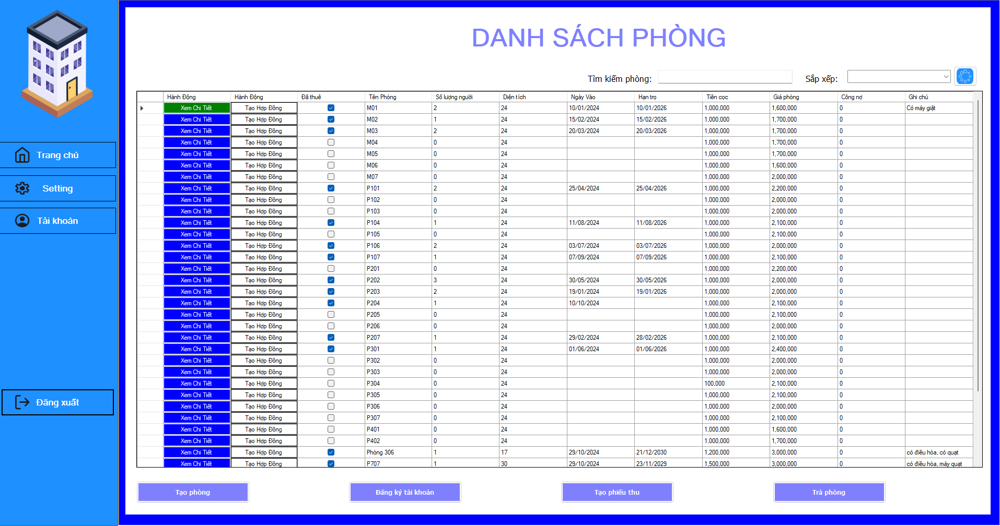 DANH SÁCH PHÒNG
Tìm kiếm phòng:
Sắp xếp:
Hành Động Hành Động Đã thuê Tên Phòng Số lượng người Diện tích Ngày Vào Hạn trọ Tiền cọc Giá phòng Công nợ Ghi chú
Xem Chi Tiết Tạo Hợp Đồng M01 2 24 10/01/2024 10/01/2026 1,000,000 1,600,000 0 Có máy giặt
Xem Chi Tiết Tạo Hợp Đồng M02 1 24 15/02/2024 15/02/2026 1,000,000 1,700,000 0
Xem Chi Tiết Tạo Hợp Đồng M03 2 24 20/03/2024 20/03/2026 1,000,000 1,700,000 0
Xem Chi Tiết Tạo Hợp Đồng M04 0 24 1,000,000 1,700,000 0
Xem Chi Tiết Tạo Hợp Đồng M05 0 24 1,000,000 1,700,000 0
Xem Chi Tiết Tạo Hợp Đồng M06 0 24 1,000,000 1,600,000 0
Xem Chi Tiết Tạo Hợp Đồng M07 0 24 1,000,000 2,000,000 0
Xem Chi Tiết Tạo Hợp Đồng P101 2 24 25/04/2024 25/04/2026 1,000,000 2,200,000 0
Xem Chi Tiết Tạo Hợp Đồng P102 0 24 1,000,000 2,000,000 0
Xem Chi Tiết Tạo Hợp Đồng P103 0 24 1,000,000 2,000,000 0
Xem Chi Tiết Tạo Hợp Đồng P104 1 24 11/08/2024 11/08/2026 1,000,000 2,100,000 0
Xem Chi Tiết Tạo Hợp Đồng P105 0 24 1,000,000 2,100,000 0
Xem Chi Tiết Tạo Hợp Đồng P106 2 24 03/07/2024 03/07/2026 1,000,000 2,000,000 0
Xem Chi Tiết Tạo Hợp Đồng P107 1 24 07/09/2024 07/09/2026 1,000,000 2,100,000 0
Xem Chi Tiết Tạo Hợp Đồng P201 0 24 1,000,000 2,200,000 0
Xem Chi Tiết Tạo Hợp Đồng P202 3 24 30/05/2024 30/05/2026 1,000,000 2,000,000 0
Xem Chi Tiết Tạo Hợp Đồng P203 2 24 19/01/2024 19/01/2026 1,000,000 2,000,000 0
Xem Chi Tiết Tạo Hợp Đồng P204 1 24 10/10/2024 1,000,000 2,100,000 0
Xem Chi Tiết Tạo Hợp Đồng P205 0 24 1,000,000 2,100,000 0
Xem Chi Tiết Tạo Hợp Đồng P206 0 24 1,000,000 2,000,000 0
Xem Chi Tiết Tạo Hợp Đồng P207 1 24 29/02/2024 28/02/2026 1,000,000 2,100,000 0
Xem Chi Tiết Tạo Hợp Đồng P301 1 24 01/06/2024 01/06/2026 1,000,000 2,400,000 0
Xem Chi Tiết Tạo Hợp Đồng P302 0 24 1,000,000 2,000,000 0
Xem Chi Tiết Tạo Hợp Đồng P303 0 24 1,000,000 2,000,000 0
Xem Chi Tiết Tạo Hợp Đồng P304 0 24 100,000 2,100,000 0
Xem Chi Tiết Tạo Hợp Đồng P305 0 24 1,000,000 2,100,000 0
Xem Chi Tiết Tạo Hợp Đồng P306 0 24 1,000,000 2,000,000 0
Xem Chi Tiết Tạo Hợp Đồng P307 0 24 1,000,000 2,100,000 0
Xem Chi Tiết Tạo Hợp Đồng P401 0 24 1,000,000 1,600,000 0
Xem Chi Tiết Tạo Hợp Đồng P402 0 24 1,000,000 1,700,000 0
Xem Chi Tiết Tạo Hợp Đồng Phòng 306 1 17 29/10/2024 21/12/2030 1,200,000 3,000,000 0 có điều hòa, có quạt
Xem Chi Tiết Tạo Hợp Đồng P707 1 30 29/10/2024 23/11/2029 1,500,000 3,000,000 0 có điều hòa, máy quạt
Trang chủ
Setting
Tài khoản
Đăng xuất
Tạo phòng
Đăng ký tài khoản
Tạo phiếu thu
Trả phòng